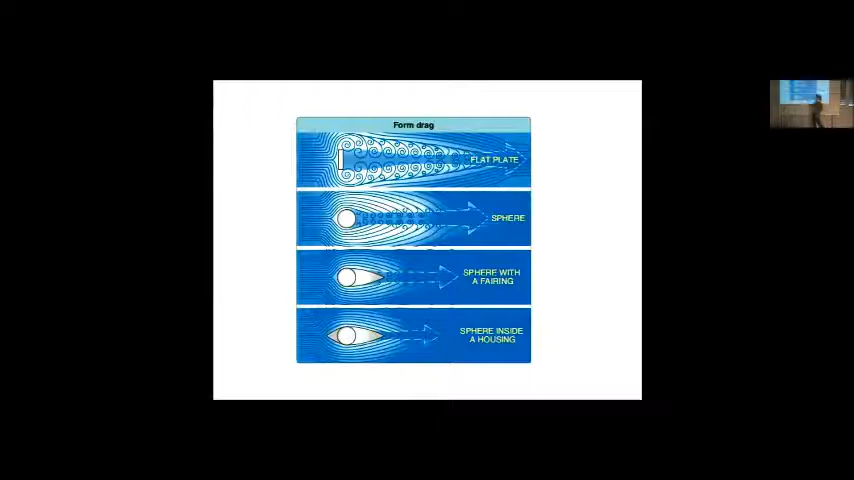 Form drag
FLAT PLATE
SPHERE
SPHERE WITH
A FAIRING
SPHERE INSIDE
A HOUSING